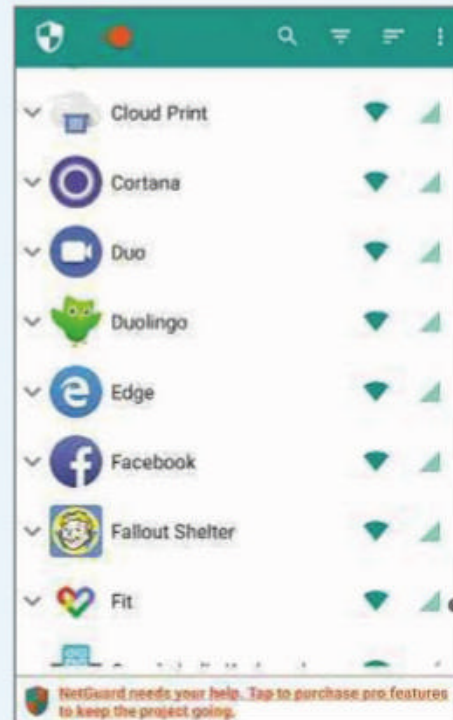 Cloud Print
Cortana
Duo
Duolingo
Edge
Facebook
Fallout Shelter
Fit
NetGuard needs your help. Tap to purchase pro features
to keep the project going.